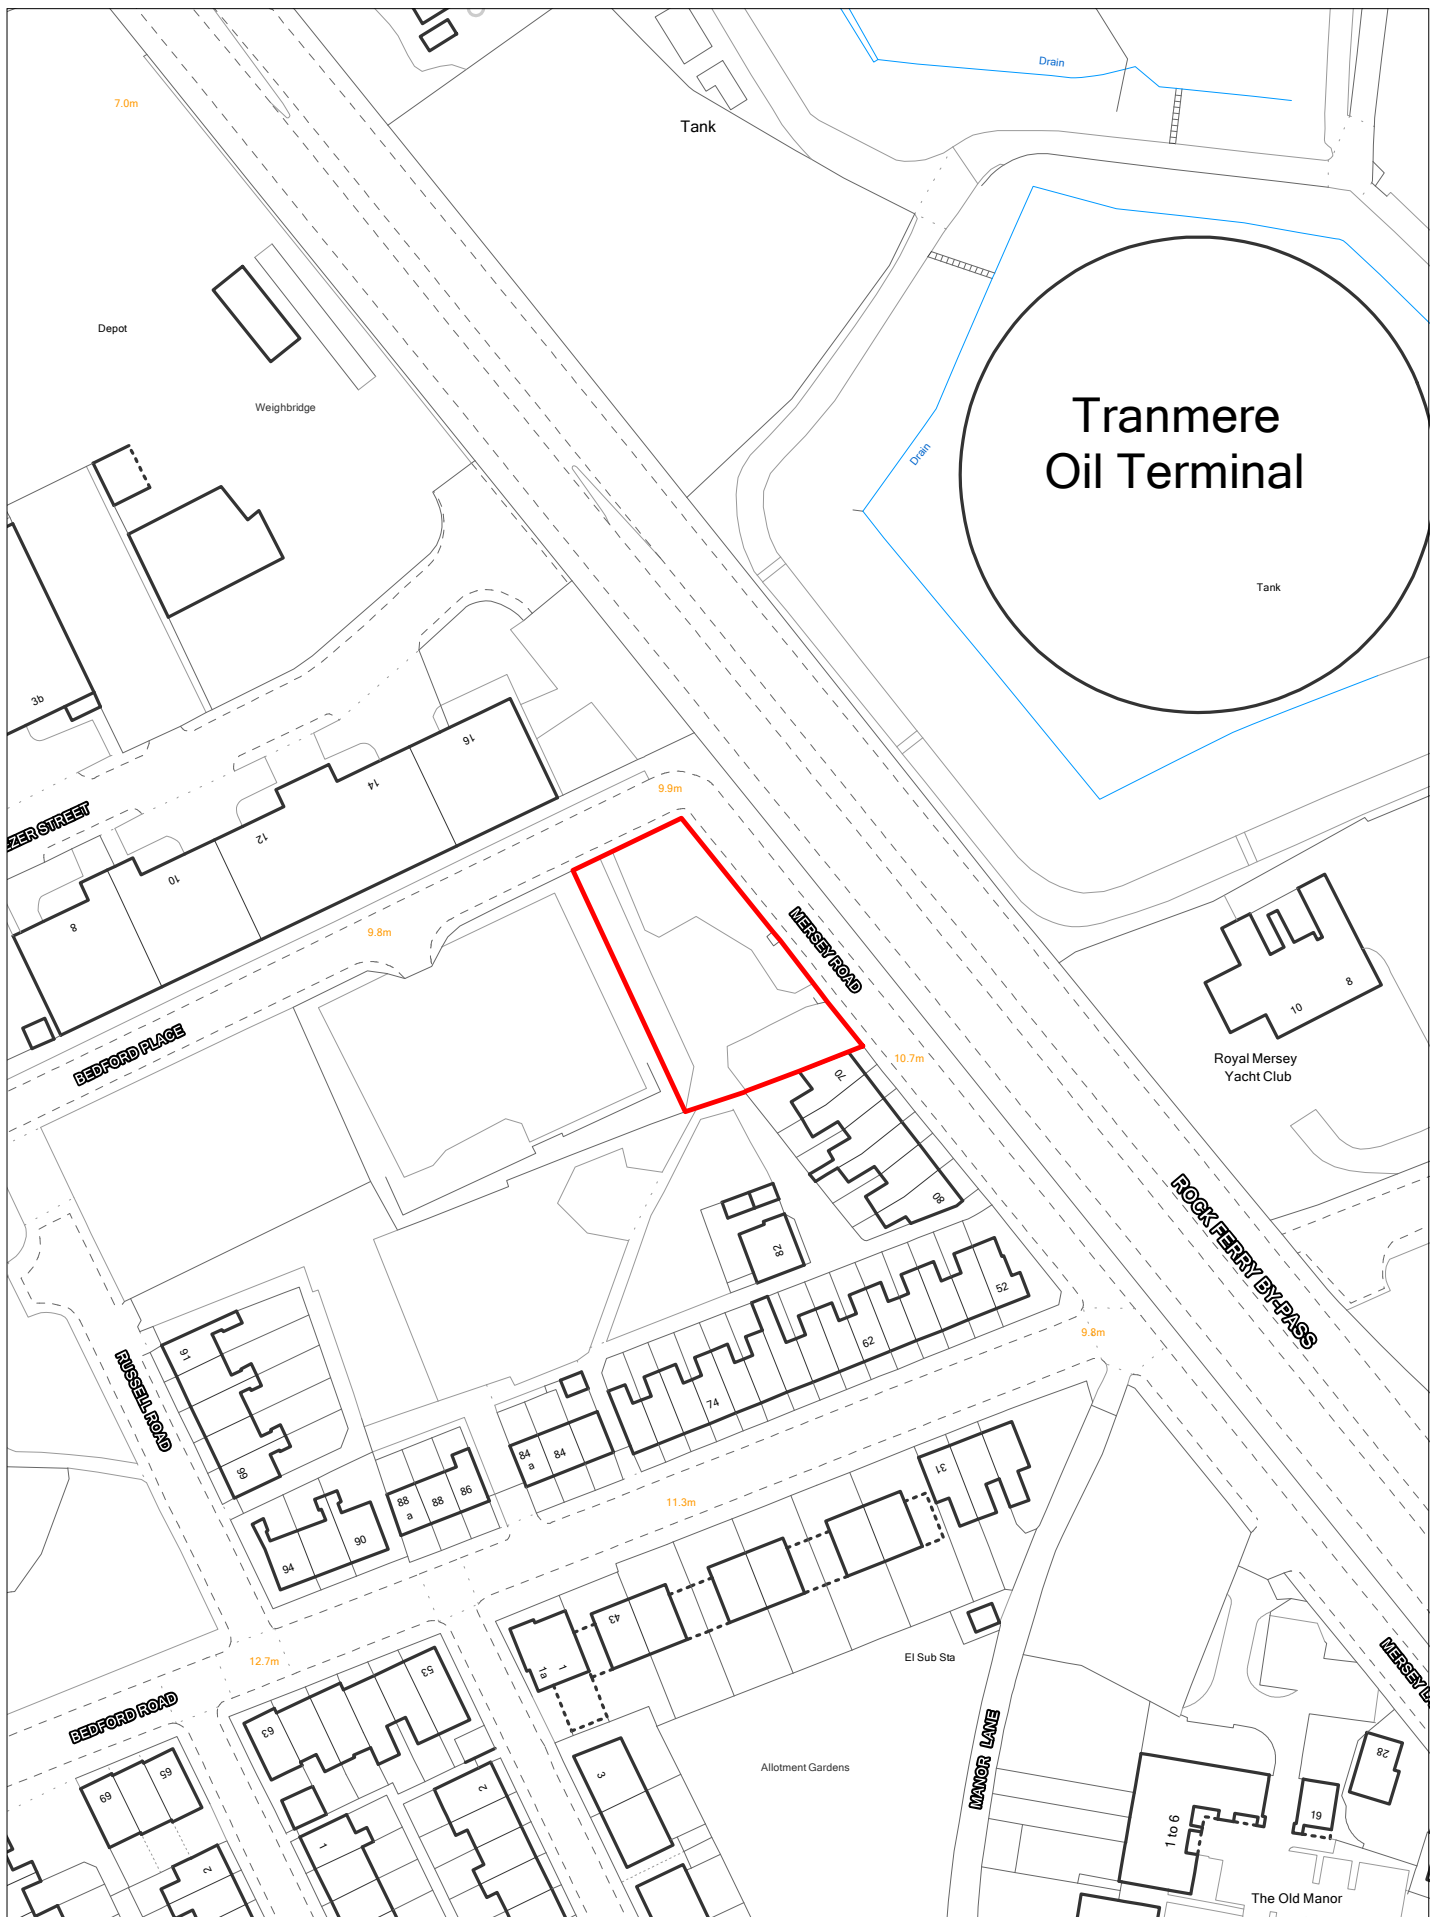 Drain
7.0m
Tank
Depot
Weighbridge
Tranmere
Oil Terminal
Drain
Tank
3b
16
14
12
10
8
EZER STREET
9.9m
9.8m
MERSEY ROAD
BEDFORD PLACE
10.7m
8
10
Royal Mersey
Yacht Club
70
80
82
ROCK FERRY BY-PASS
52
62
74
9.8m
91
99
RUSSELL ROAD
84
a
84
88
a
88
86
90
94
11.3m
31
43
1
1a
El Sub Sta
12.7m
53
63
BEDFORD ROAD
65
69
2
1
2
3
Allotment Gardens
MANOR LANE
MERSEY
28
19
1 to 6
The Old Manor